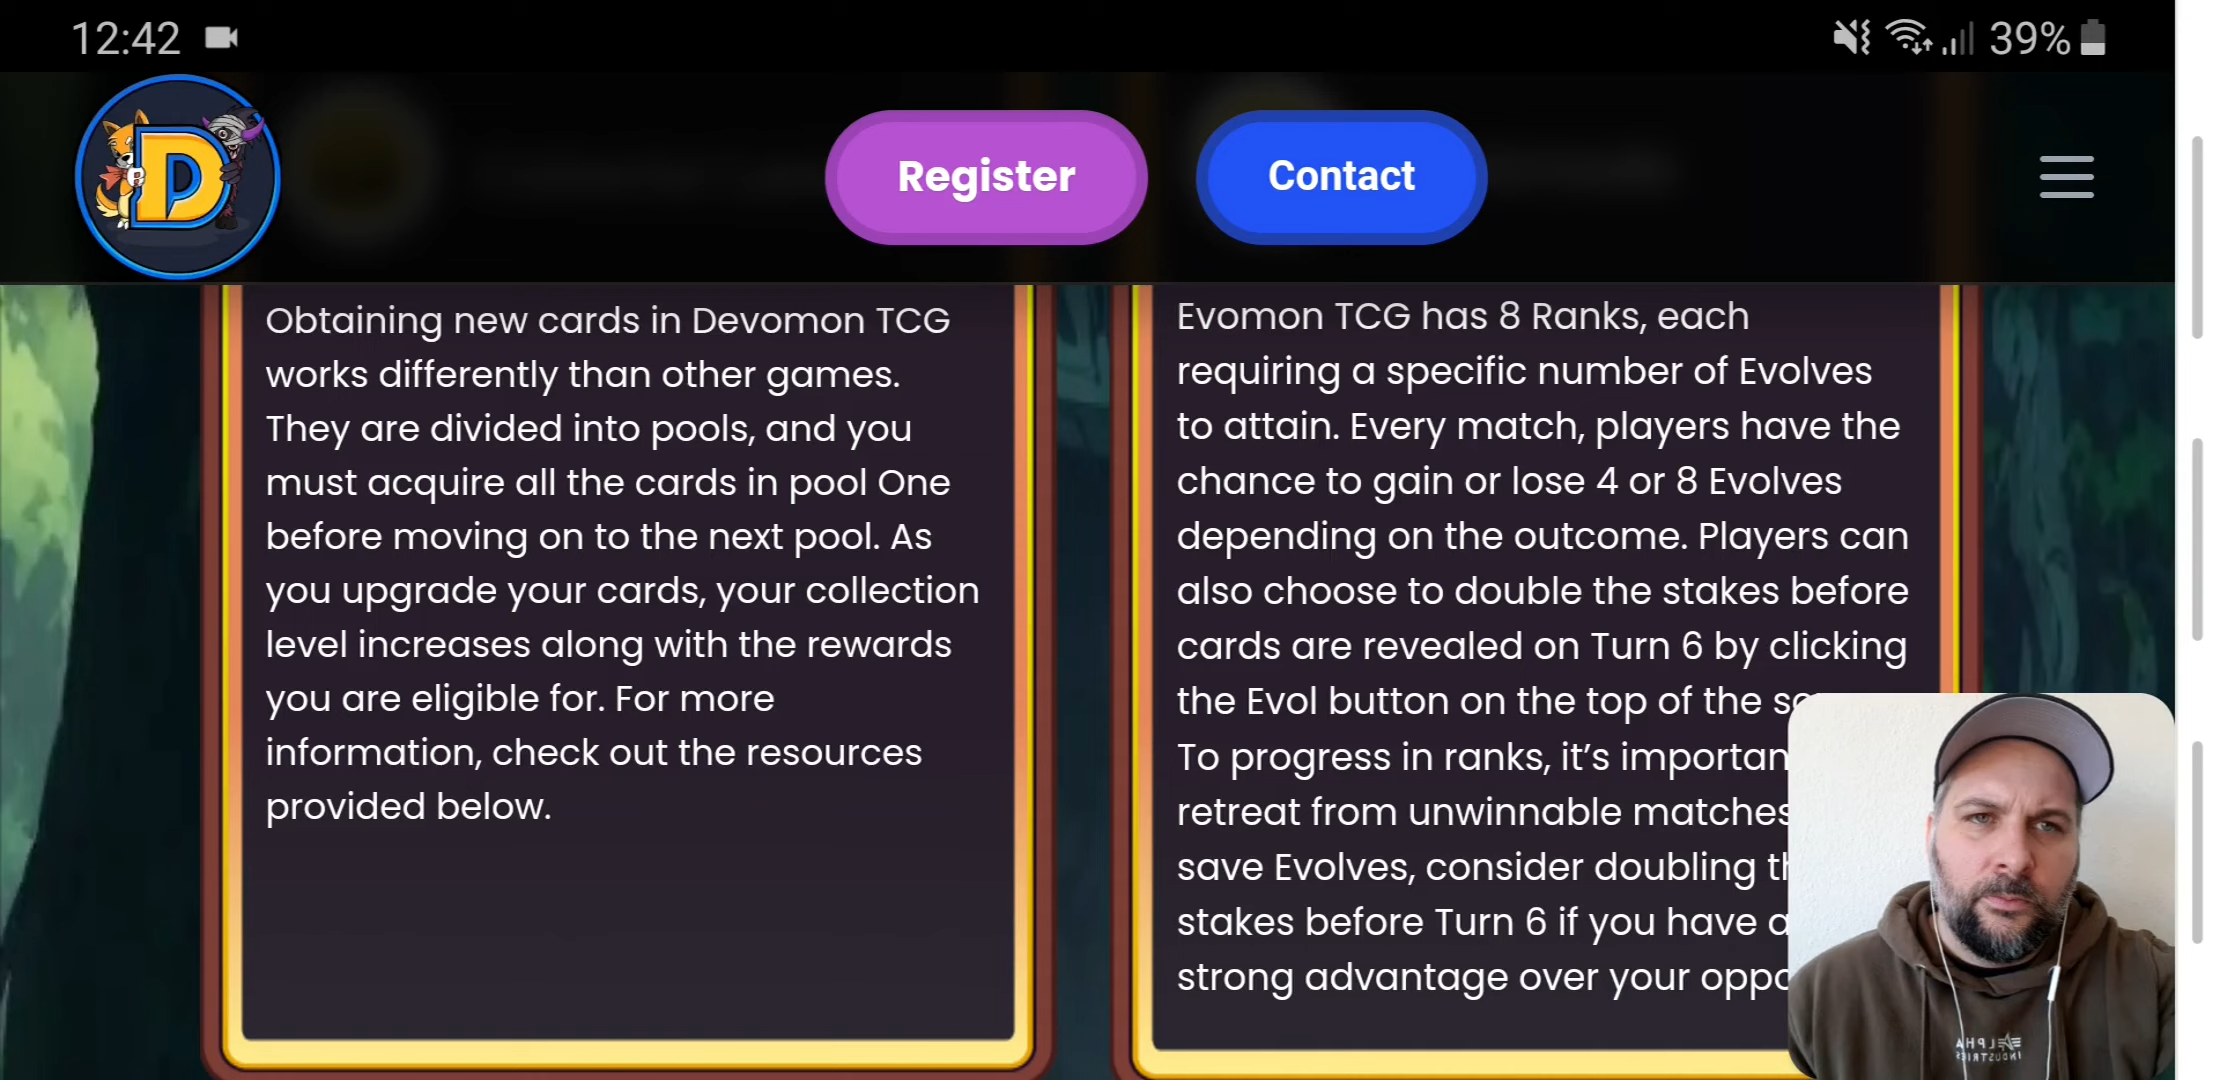 12:42
39%
D
Register
Contact
Obtaining new cards in Devomon TCG
works differently than other games.
They are divided into pools, and you
must acquire all the cards in pool One
before moving on to the next pool. As
you upgrade your cards, your collection
level increases along with the rewards
you are eligible for. For more
information, check out the resources
provided below.
Evomon TCG has 8 Ranks, each
requiring a specific number of Evolves
to attain. Every match, players have the
chance to gain or lose 4 or 8 Evolves
depending on the outcome. Players can
also choose to double the stakes before
cards are revealed on Turn 6 by clicking
the Evol button on the top of the
To progress in ranks, it’s
retreat from unwinnable matches
save Evolves, consider doubling
stakes before Turn 6 if you have
strong advantage over your
ALPHA
INDUSTRIES